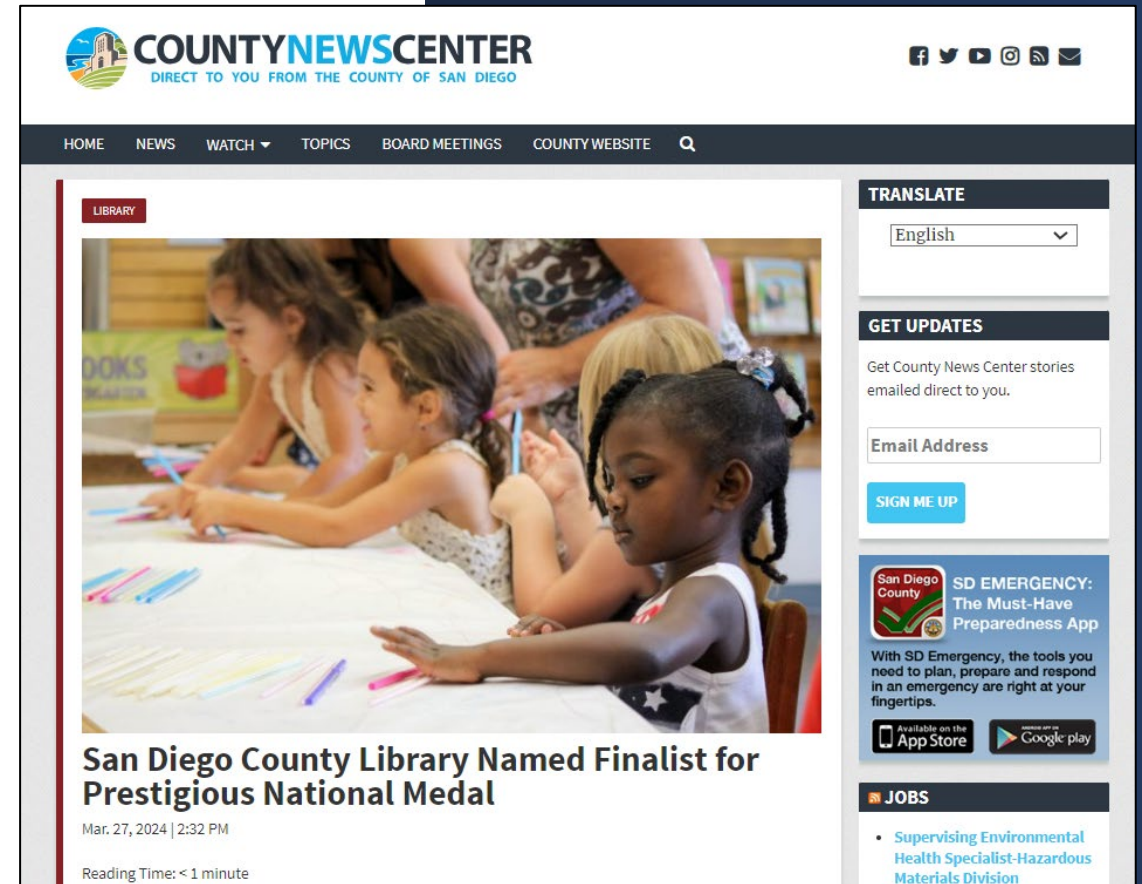 COUNTYNEWSCENTER
DIRECT TO YOU FROM THE COUNTY OF SAN DIEGO
HOME NEWS WATCH TOPICS BOARD MEETINGS COUNTY WEBSITE
LIBRARY
OOKS
San Diego County Library Named Finalist for
Prestigious National Medal
Mar. 27, 2024 | 2:32 PM
Reading Time: < 1 minute
TRANSLATE
English
GET UPDATES
Get County News Center stories
emailed direct to you.
Email Address
SIGN ME UP
San Diego
County
SD EMERGENCY:
The Must-Have
Preparedness App
With SD Emergency, the tools you
need to plan, prepare and respond
in an emergency are right at your
fingertips.
Available on the
App Store
ANDROID APP ON
Google play
JOBS
• Supervising Environmental
Health Specialist-Hazardous
Materials Division